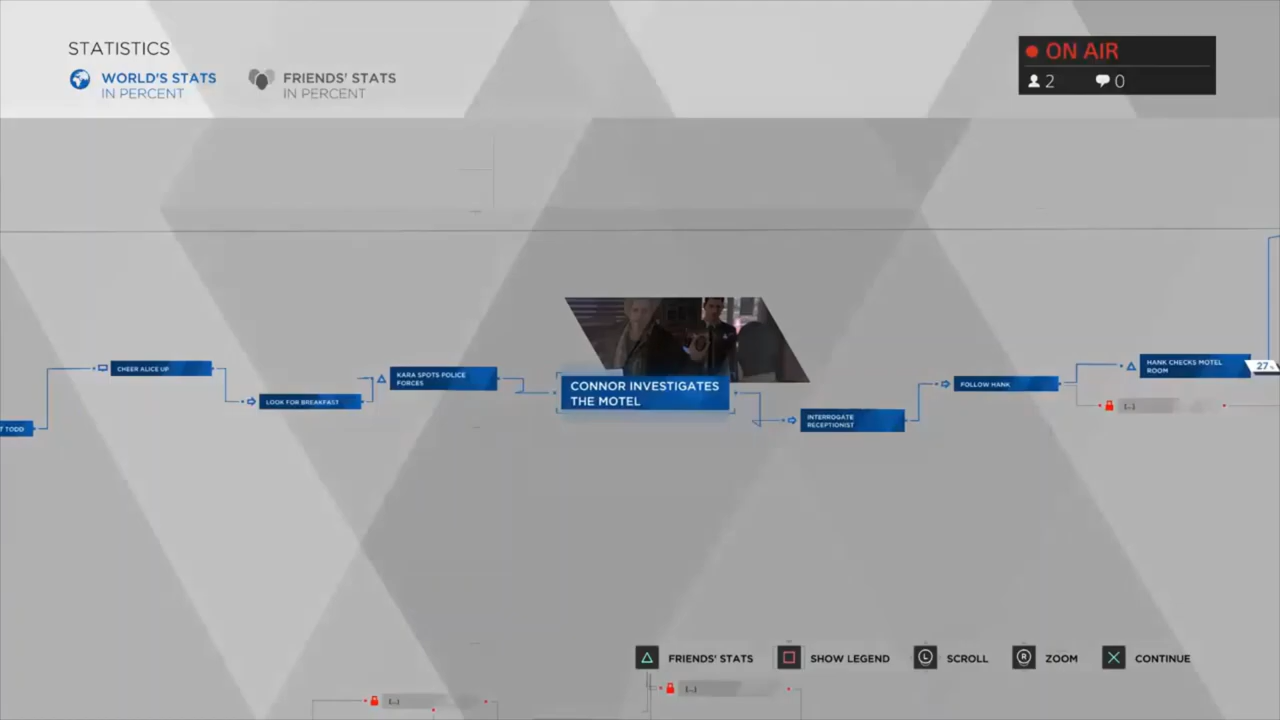 STATISTICS
WORLD'S STATS
IN PERCENT
FRIENDS' STATS
IN PERCENT
ON AIR
2
0
CHEER ALICE UP
KARA SPOTS POLICE
FORCES
LOOK FOR BREAKFAST
T TODD
CONNOR INVESTIGATES
THE MOTEL
INTERROGATE
RECEPTIONIST
FOLLOW HANK
HANK CHECKS MOTEL
ROOM
27%
[...]
FRIENDS' STATS
SHOW LEGEND
L
SCROLL
R
ZOOM
CONTINUE
[...]
[...]